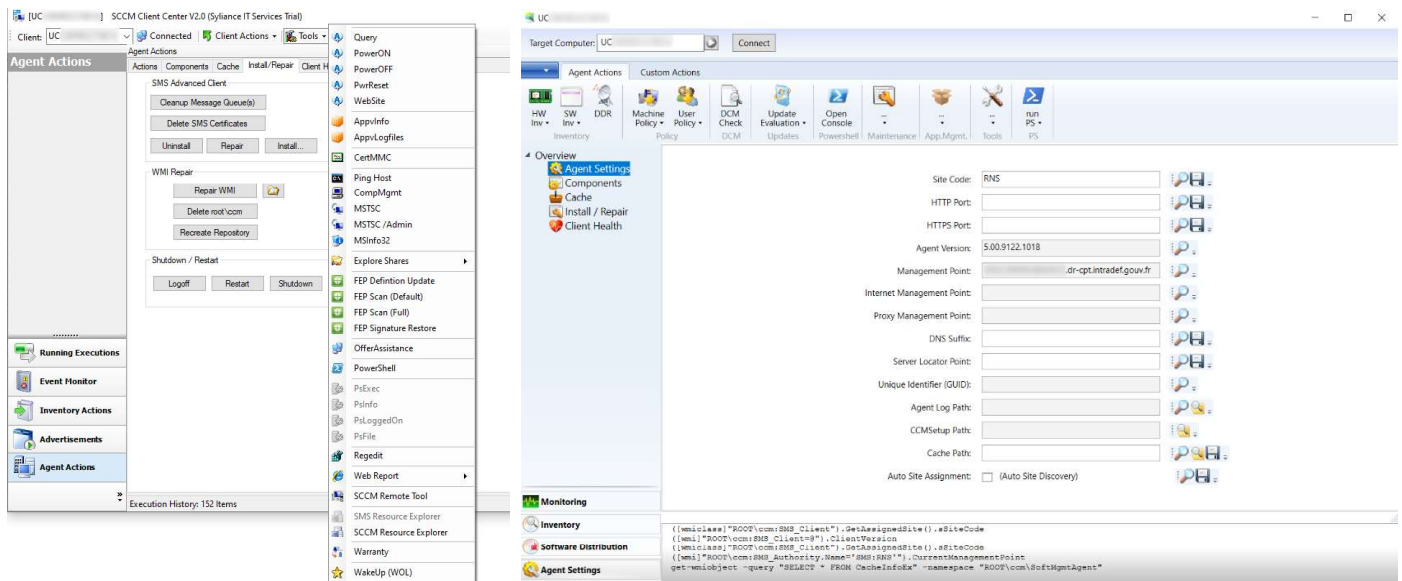 [UC ] SCCM Client Center V2.0 (Syliance IT Services Trial)
Client: UC Connected Client Actions Tools
Agent Actions
Agent Actions
Actions Components Cache Install/Repair Client H
SMS Advanced Client
Cleanup Message Queue(s)
Delete SMS Certificates
Uninstall Repair Install...
WMI Repair
Repair WMI
Delete root\ccm
Recreate Repository
Shutdown / Restart
Logoff Restart Shutdown
Running Executions
Event Monitor
Inventory Actions
Advertisements
Agent Actions
»
Execution History: 152 Items
Query
PowerON
PowerOFF
PwrReset
WebSite
AppvInfo
AppvLogfiles
CertMMC
Ping Host
CompMgmt
MSTSC
MSTSC /Admin
MSInfo32
Explore Shares
FEP Defintion Update
FEP Scan (Default)
FEP Scan (Full)
FEP Signature Restore
OfferAssistance
PowerShell
PsExec
PsInfo
PsLoggedOn
PsFile
Regedit
Web Report
SCCM Remote Tool
SMS Resource Explorer
SCCM Resource Explorer
Warranty
WakeUp (WOL)
UC
Target Computer: UC Connect
Agent Actions Custom Actions
HW Inv SW Inv DDR Machine Policy User Policy DCM Check Update Evaluation Open Console ... ... ... run PS
Inventory Policy DCM Updates Powershell Maintenance App.Mgmt. Tools PS
Overview
Agent Settings
Components
Cache
Install / Repair
Client Health
Site Code: RNS
HTTP Port:
HTTPS Port:
Agent Version: 5.00.9122.1018
Management Point: .dr-cpt.intradef.gouv.fr
Internet Management Point:
Proxy Management Point:
DNS Suffix:
Server Locator Point:
Unique Identifier (GUID):
Agent Log Path:
CCMSetup Path:
Cache Path:
Auto Site Assignment: (Auto Site Discovery)
Monitoring
Inventory
Software Distribution
Agent Settings
([wmiclass]"ROOT\ccm:SMS_Client").GetAssignedSite().sSiteCode
([wmi]"ROOT\ccm:SMS_Client=@").ClientVersion
([wmiclass]"ROOT\ccm:SMS_Client").GetAssignedSite().sSiteCode
([wmi]"ROOT\ccm:SMS_Authority.Name='SMS:RNS'").CurrentManagementPoint
get-wmiobject -query "SELECT * FROM CacheInfoEx" -namespace "ROOT\ccm\SoftMgmtAgent"